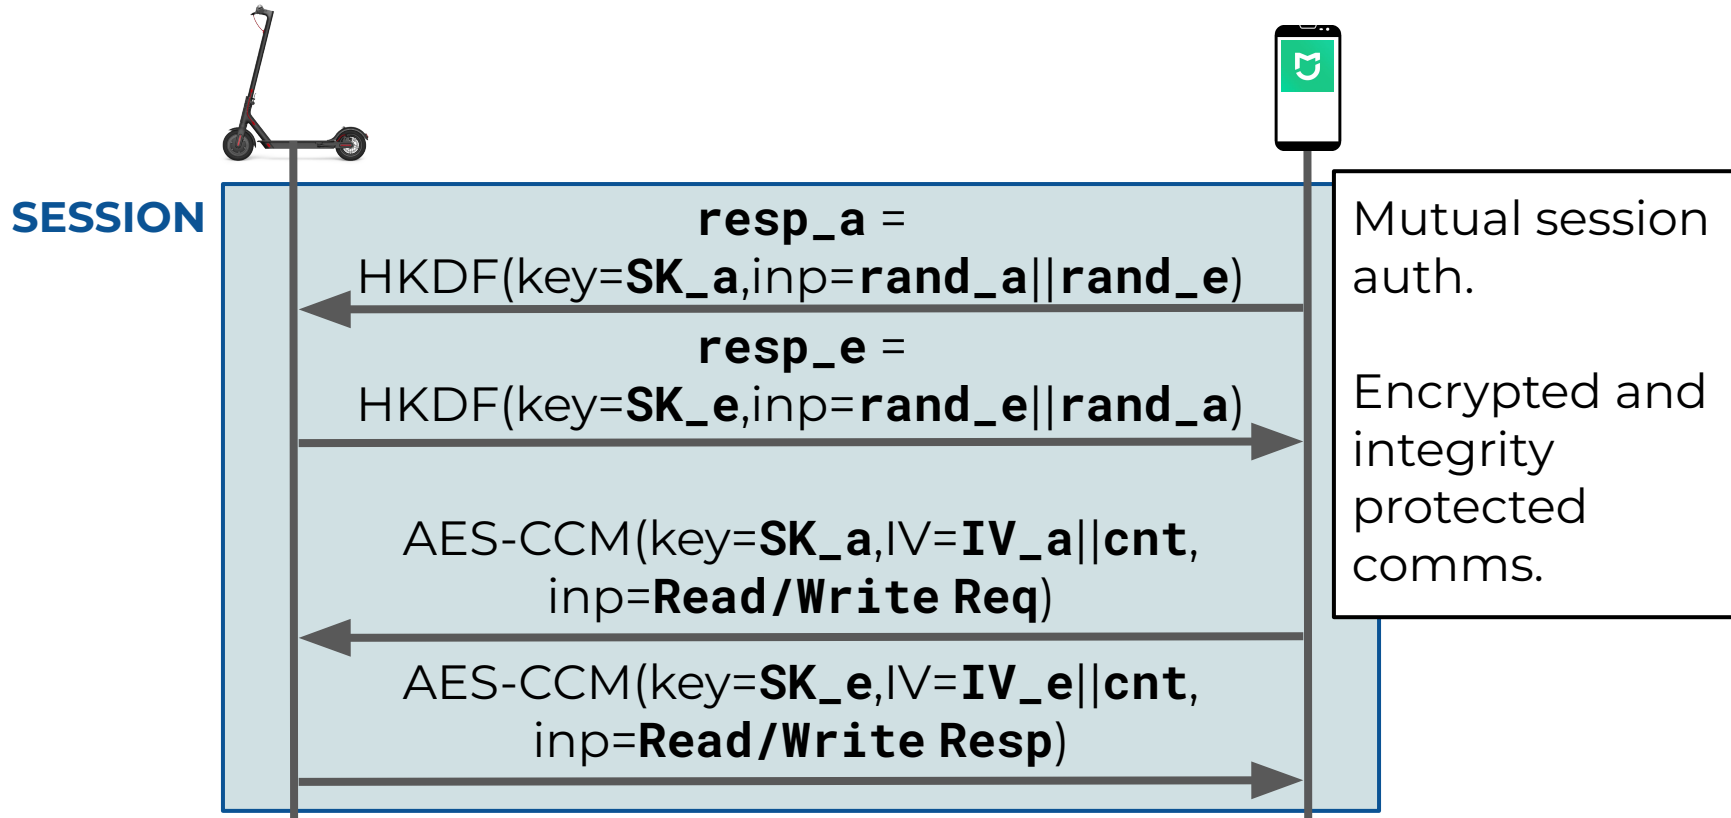 SESSION
resp_a =
HKDF(key=SK_a,inp=rand_a||rand_e)
resp_e =
HKDF(key=SK_e,inp=rand_e||rand_a)
AES-CCM(key=SK_a,IV=IV_a||cnt,
inp=Read/Write Req)
AES-CCM(key=SK_e,IV=IV_e||cnt,
inp=Read/Write Resp)
Mutual session
auth.
Encrypted and
integrity
protected
comms.